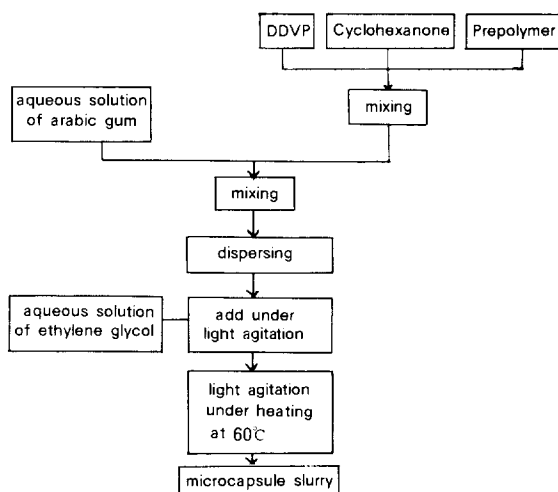 DDVP
Cyclohexanone
Prepolymer
mixing
aqueous solution
of arabic gum
mixing
dispersing
aqueous solution
of ethylene glycol
add under
light agitation
light agitation
under heating
at 60℃
microcapsule slurry